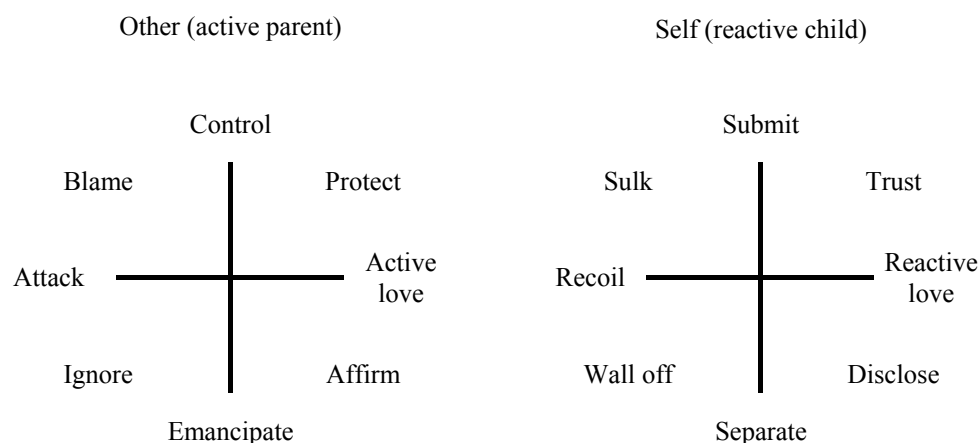 Other (active parent)
Self (reactive child)
Control
Submit
Blame
Protect
Sulk
Trust
Attack
Active
love
Recoil
Reactive
love
Ignore
Affirm
Wall off
Disclose
Emancipate
Separate